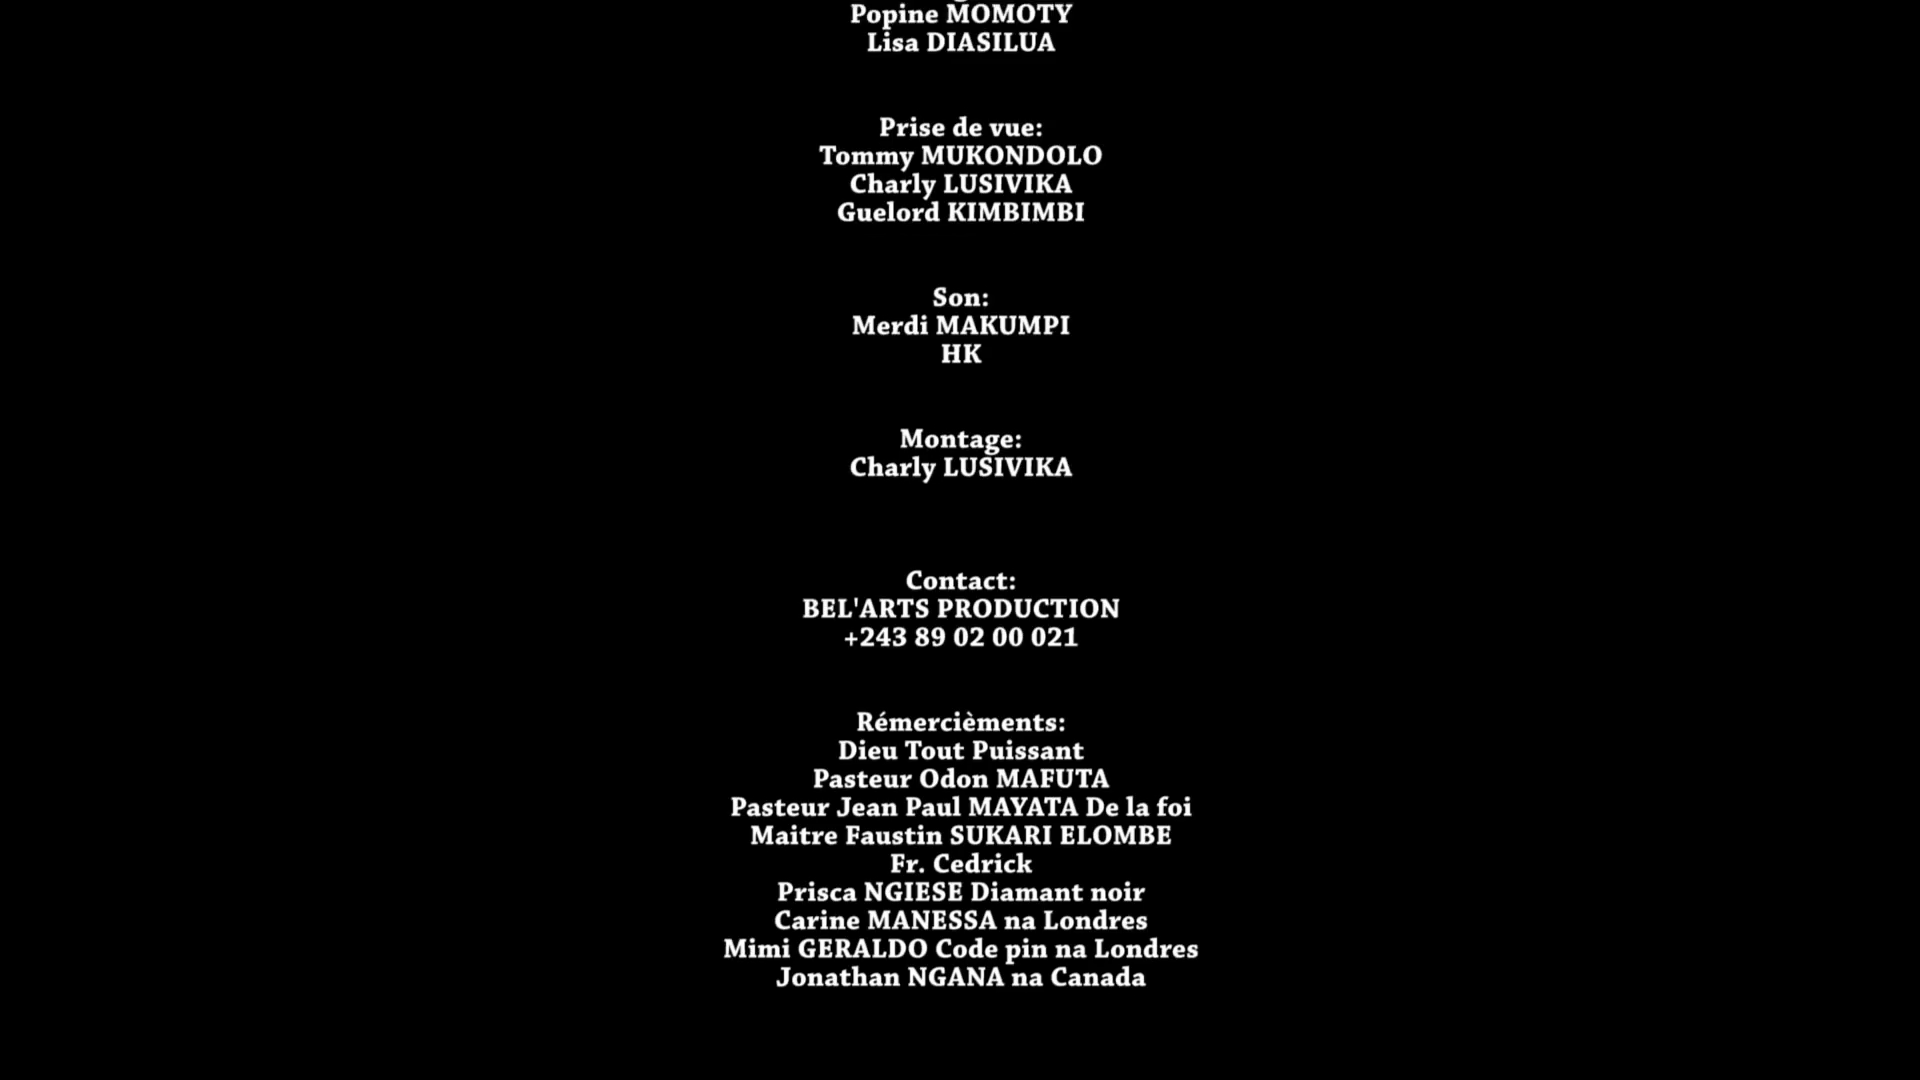 Popine MOMOTY
Lisa DIASILUA
Prise de vue:
Tommy MUKONDOLO
Charly LUSIVIKA
Guelord KIMBIMBI
Son:
Merdi MAKUMPI
HK
Montage:
Charly LUSIVIKA
Contact:
BEL'ARTS PRODUCTION
+243 89 02 00 021
Rémercièments:
Dieu Tout Puissant
Pasteur Odon MAFUTA
Pasteur Jean Paul MAYATA De la foi
Maitre Faustin SUKARI ELOMBE
Fr. Cedrick
Prisca NGIESE Diamant noir
Carine MANESSA na Londres
Mimi GERALDO Code pin na Londres
Jonathan NGANA na Canada